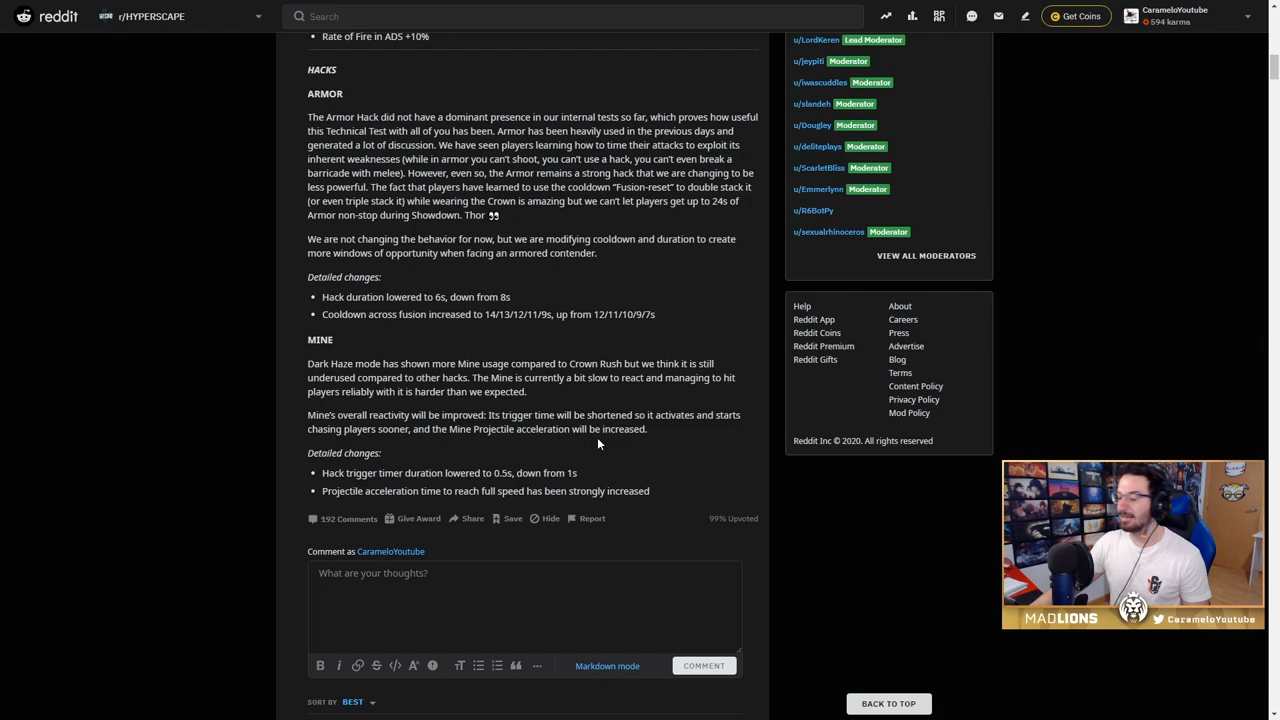 reddit
r/HYPERSCAPE
Search
Get Coins
CarameloYoutube
594 karma
• Rate of Fire in ADS +10%
HACKS
ARMOR
The Armor Hack did not have a dominant presence in our internal tests so far, which proves how useful
this Technical Test with all of you has been. Armor has been heavily used in the previous days and
generated a lot of discussion. We have seen players learning how to time their attacks to exploit its
inherent weaknesses (while in armor you can't shoot, you can't use a hack, you can't even break a
barricade with melee). However, even so, the Armor remains a strong hack that we are changing to be
less powerful. The fact that players have learned to use the cooldown "Fusion-reset" to double stack it
(or even triple stack it) while wearing the Crown is amazing but we can't let players get up to 24s of
Armor non-stop during Showdown. Thor 👀
We are not changing the behavior for now, but we are modifying cooldown and duration to create
more windows of opportunity when facing an armored contender.
Detailed changes:
• Hack duration lowered to 6s, down from 8s
• Cooldown across fusion increased to 14/13/12/11/9s, up from 12/11/10/9/7s
MINE
Dark Haze mode has shown more Mine usage compared to Crown Rush but we think it is still
underused compared to other hacks. The Mine is currently a bit slow to react and managing to hit
players reliably with it is harder than we expected.
Mine's overall reactivity will be improved: Its trigger time will be shortened so it activates and starts
chasing players sooner, and the Mine Projectile acceleration will be increased.
Detailed changes:
• Hack trigger timer duration lowered to 0.5s, down from 1s
• Projectile acceleration time to reach full speed has been strongly increased
192 Comments Give Award Share Save Hide Report 99% Upvoted
Comment as CarameloYoutube
What are your thoughts?
Markdown mode
COMMENT
SORT BY BEST
u/LordKeren Lead Moderator
u/jeypiti Moderator
u/iwascuddles Moderator
u/slandeh Moderator
u/Dougley Moderator
u/deliteplays Moderator
u/ScarletBliss Moderator
u/Emmerlynn Moderator
u/R6BotPy
u/sexualrhinoceros Moderator
VIEW ALL MODERATORS
Help About
Reddit App Careers
Reddit Coins Press
Reddit Premium Advertise
Reddit Gifts Blog
Terms
Content Policy
Privacy Policy
Mod Policy
Reddit Inc © 2020. All rights reserved
MADLIONS
CarameloYoutube
BACK TO TOP